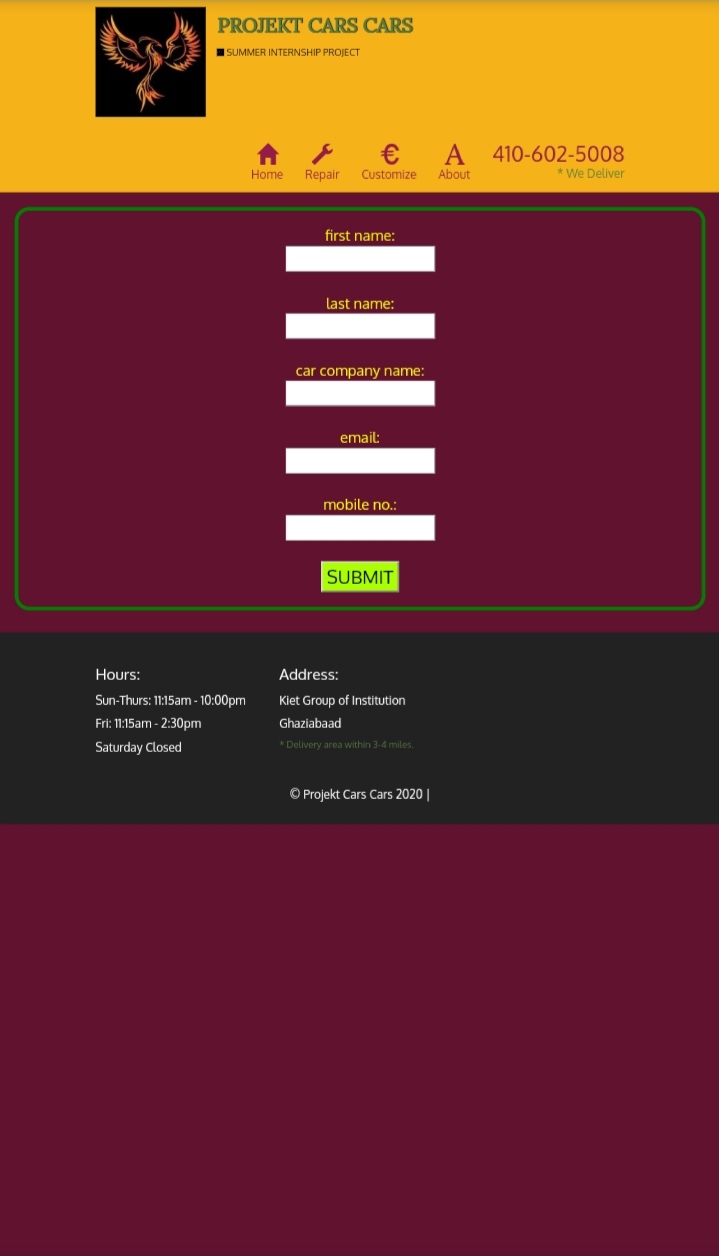 PROJEKT CARS CARS
SUMMER INTERNSHIP PROJECT
Home
Repair
€
Customize
A
About
410-602-5008
* We Deliver
first name:
last name:
car company name:
email:
mobile no.:
SUBMIT
Hours:
Sun-Thurs: 11:15am - 10:00pm
Fri: 11:15am - 2:30pm
Saturday Closed
Address:
Kiet Group of Institution
Ghaziabaad
* Delivery area within 3-4 miles.
© Projekt Cars Cars 2020 |